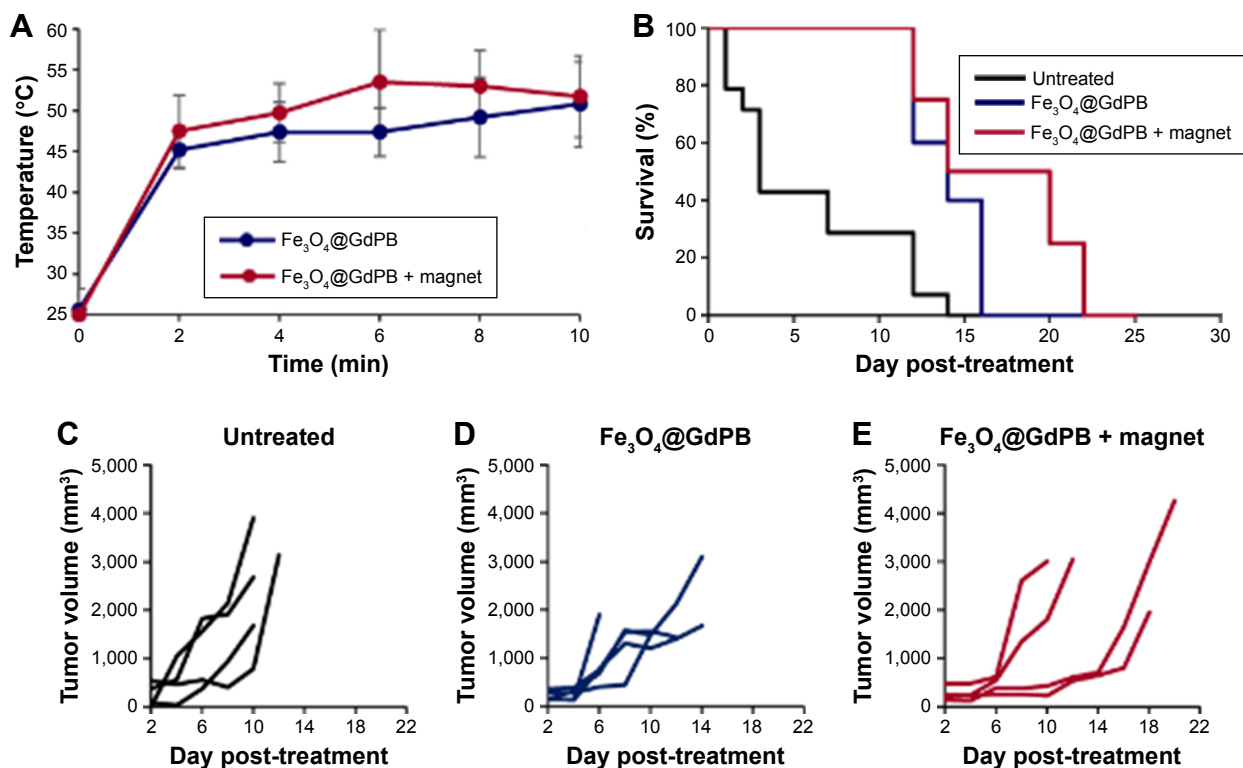 A
Temperature (°C)
60
55
50
45
40
30
25
0
2
4
6
8
10
Time (min)
Fe₃O₄@GdPB
Fe₃O₄@GdPB + magnet
B
Survival (%)
100
80
60
40
20
0
0
5
10
15
20
25
30
Day post-treatment
Untreated
Fe₃O₄@GdPB
Fe₃O₄@GdPB + magnet
C
Untreated
Tumor volume (mm³)
5,000
4,000
3,000
2,000
1,000
0
2
6
10
14
18
22
Day post-treatment
D
Fe₃O₄@GdPB
Tumor volume (mm³)
5,000
4,000
3,000
2,000
1,000
0
2
6
10
14
18
22
Day post-treatment
E
Fe₃O₄@GdPB + magnet
Tumor volume (mm³)
5,000
4,000
3,000
2,000
1,000
0
2
6
10
14
18
22
Day post-treatment